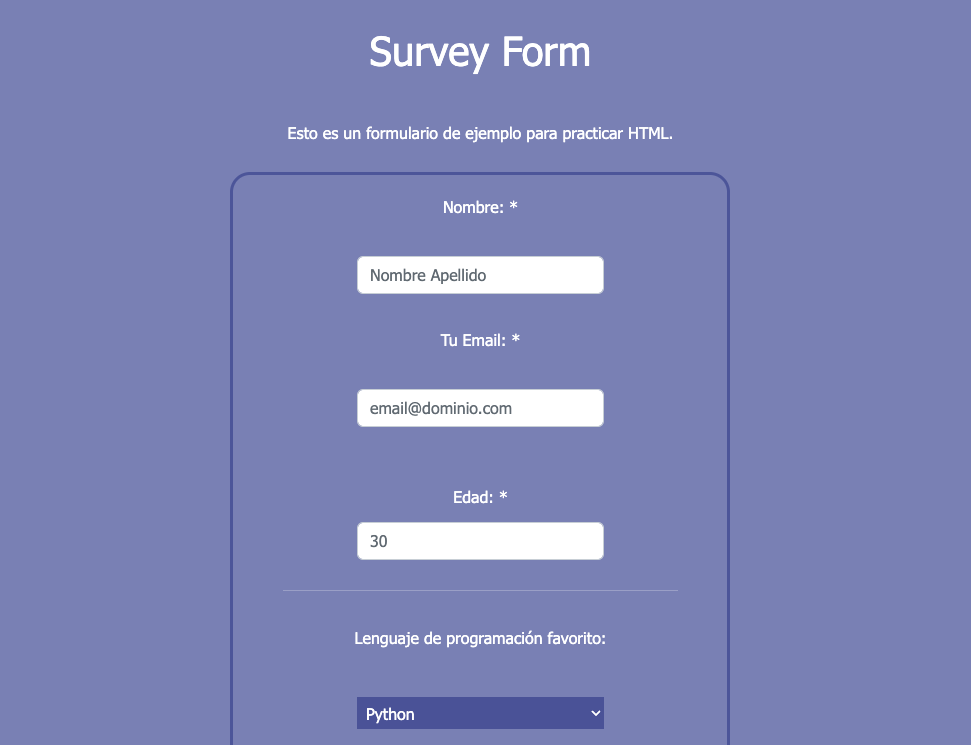 Survey Form
Esto es un formulario de ejemplo para practicar HTML.
Nombre: *
Nombre Apellido
Tu Email: *
email@dominio.com
Edad: *
30
Lenguaje de programación favorito:
Python